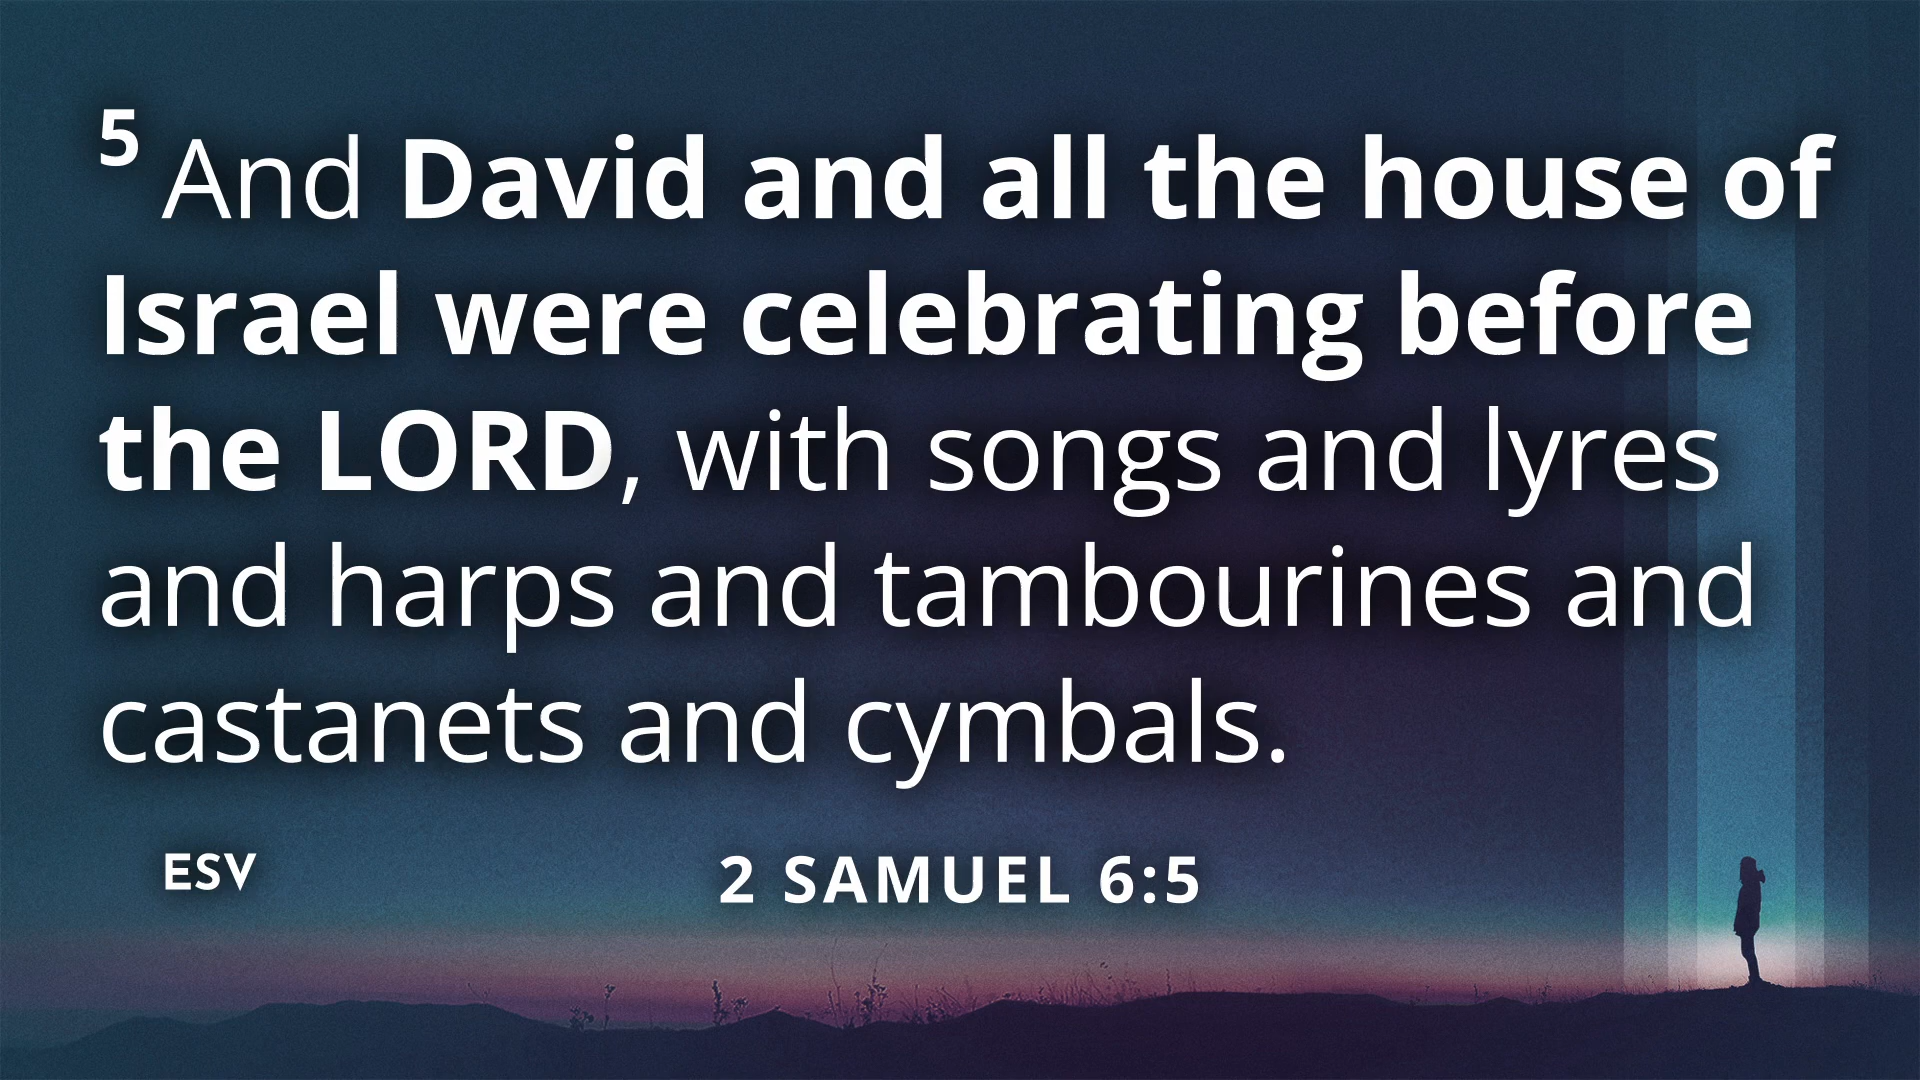 5 And David and all the house of
Israel were celebrating before
the LORD, with songs and lyres
and harps and tambourines and
castanets and cymbals.
ESV
2 SAMUEL 6:5